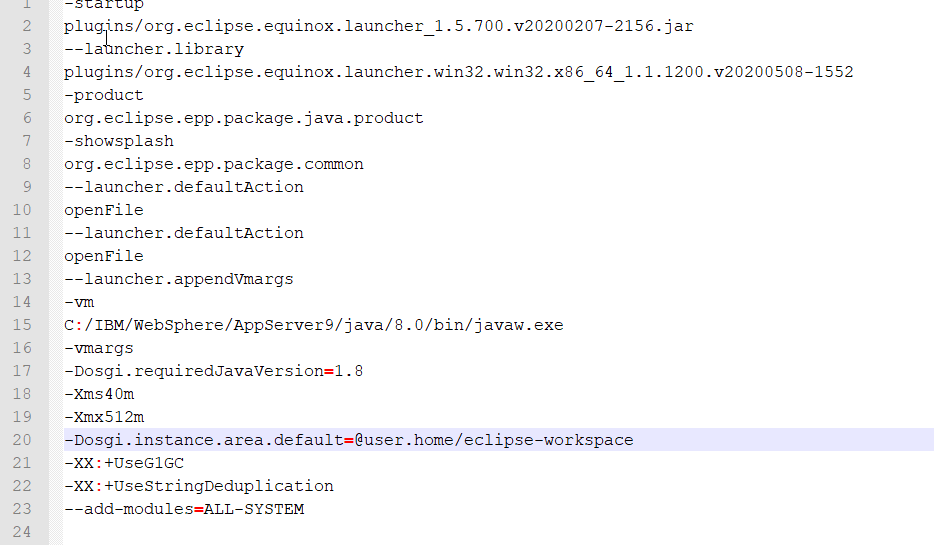 1 -startup
2 plugins/org.eclipse.equinox.launcher_1.5.700.v20200207-2156.jar
3 --launcher.library
4 plugins/org.eclipse.equinox.launcher.win32.win32.x86_64_1.1.1200.v20200508-1552
5 -product
6 org.eclipse.epp.package.java.product
7 -showsplash
8 org.eclipse.epp.package.common
9 --launcher.defaultAction
10 openFile
11 --launcher.defaultAction
12 openFile
13 --launcher.appendVmargs
14 -vm
15 C:/IBM/WebSphere/AppServer9/java/8.0/bin/javaw.exe
16 -vmargs
17 -Dosgi.requiredJavaVersion=1.8
18 -Xms40m
19 -Xmx512m
20 -Dosgi.instance.area.default=@user.home/eclipse-workspace
21 -XX:+UseG1GC
22 -XX:+UseStringDeduplication
23 --add-modules=ALL-SYSTEM
24